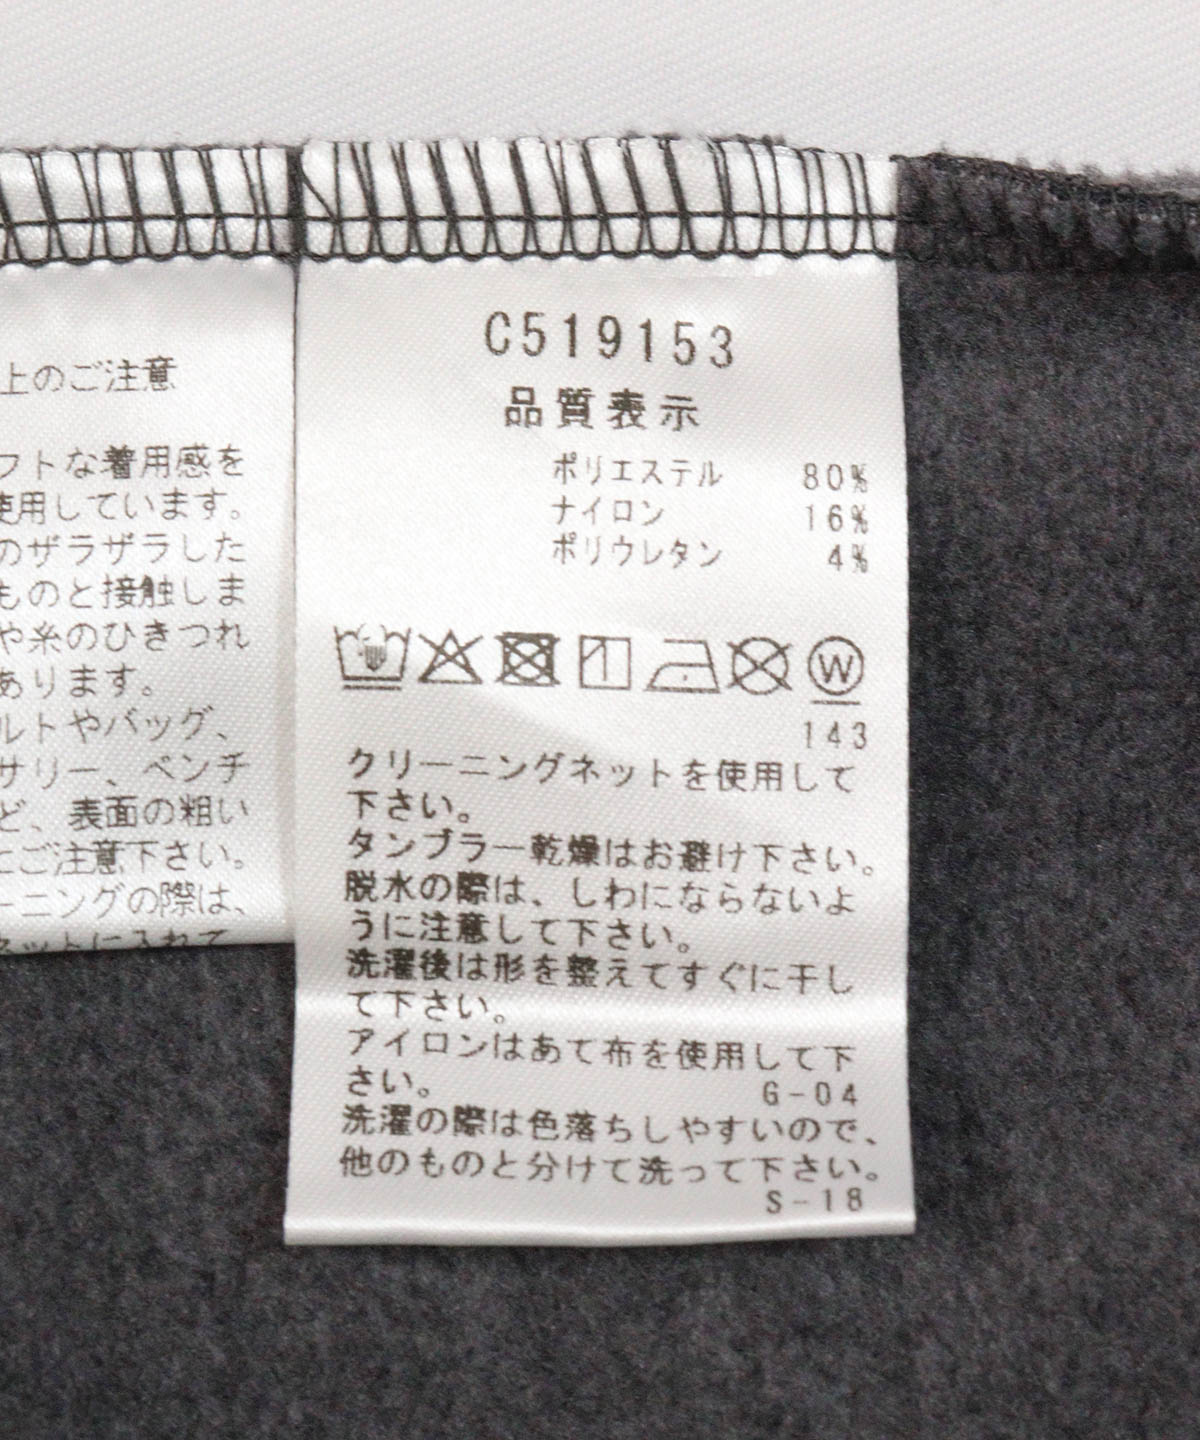 上のご注意
フトな着用感を
使用しています。
のザラザラした
ものと接触しま
や糸のひきつれ
あります。
ルトやバッグ、
サリー、ベンチ
ど、表面の粗い
とご注意下さい。
ーニングの際は、
ネットに入れて
C519153
品質表示
ポリエステル 80%
ナイロン 16%
ポリウレタン 4%
W
143
クリーニングネットを使用して
下さい。
タンブラー乾燥はお避け下さい。
脱水の際は、しわにならないよ
うに注意して下さい。
洗濯後は形を整えてすぐに干し
て下さい。
アイロンはあて布を使用して下
さい。 G-04
洗濯の際は色落ちしやすいので、
他のものと分けて洗って下さい。
S-18